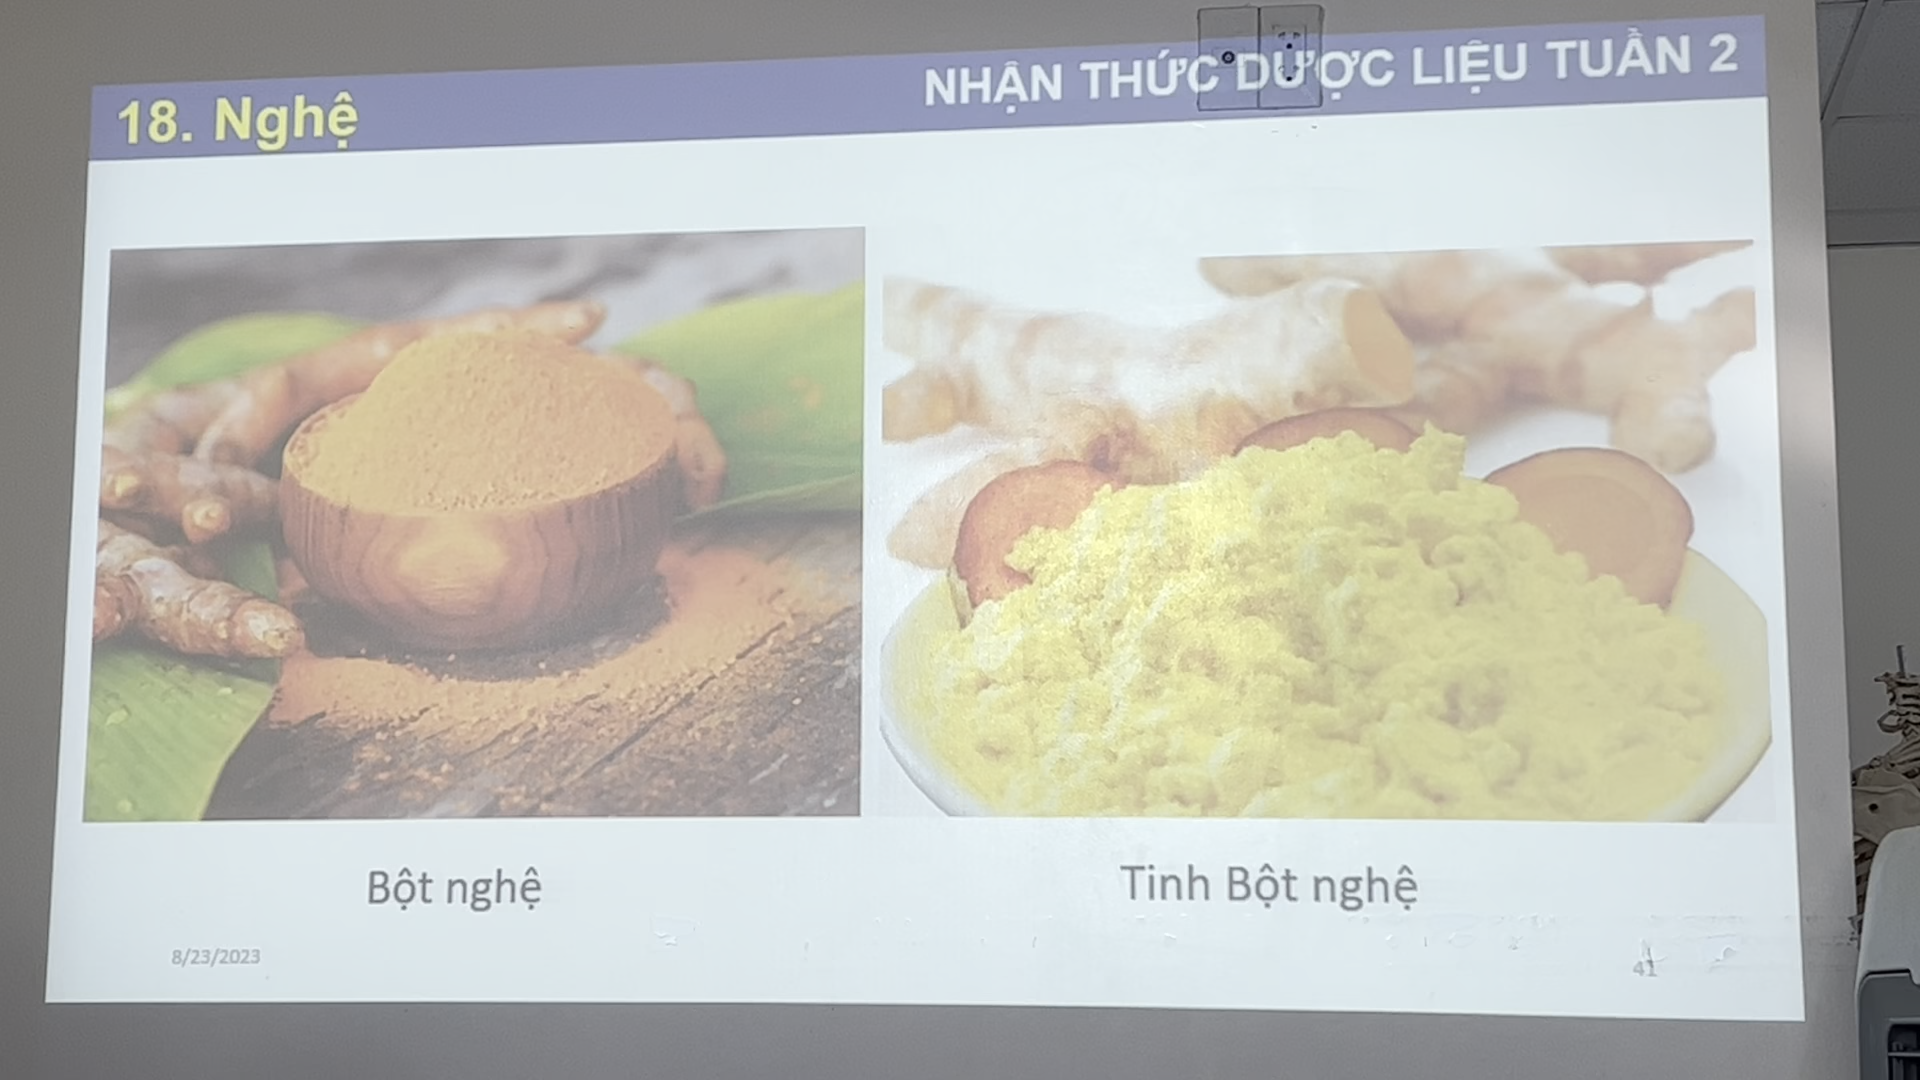 18. Nghệ
NHẬN THỨC DƯỢC LIỆU TUẦN 2
Bột nghệ
Tinh Bột nghệ
8/23/2023
41